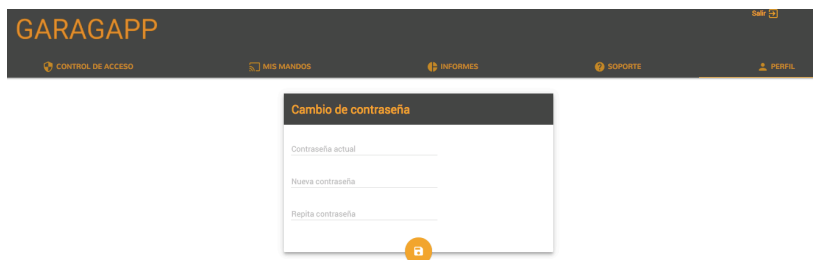 Salir
GARAGAPP
CONTROL DE ACCESO
MIS MANDOS
INFORMES
SOPORTE
PERFIL
Cambio de contraseña
Contraseña actual
Nueva contraseña
Repita contraseña